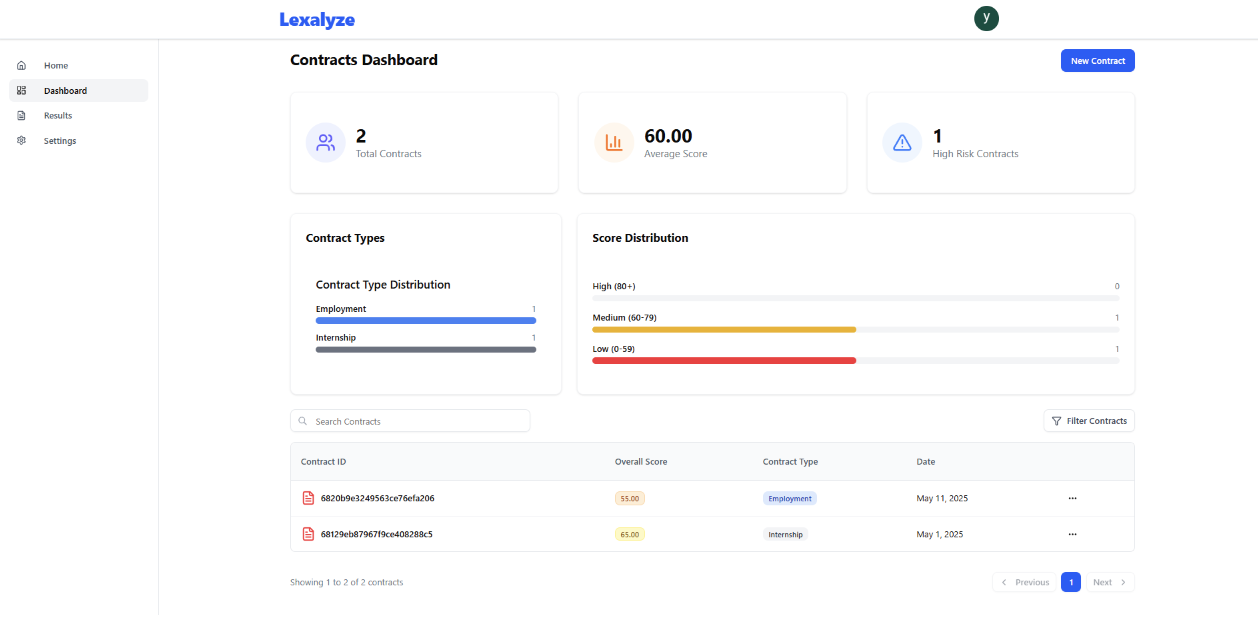 Lexalyze
y
Home
Dashboard
Results
Settings
Contracts Dashboard
New Contract
2
Total Contracts
60.00
Average Score
1
High Risk Contracts
Contract Types
Contract Type Distribution
Employment 1
Internship 1
Score Distribution
High (80+) 0
Medium (60-79) 1
Low (0-59) 1
Search Contracts
Filter Contracts
Contract ID Overall Score Contract Type Date
6820b9e3249563ce76efa206 55.00 Employment May 11, 2025 ...
68129eb87967f9ce408288c5 65.00 Internship May 1, 2025 ...
Showing 1 to 2 of 2 contracts
< Previous 1 Next >